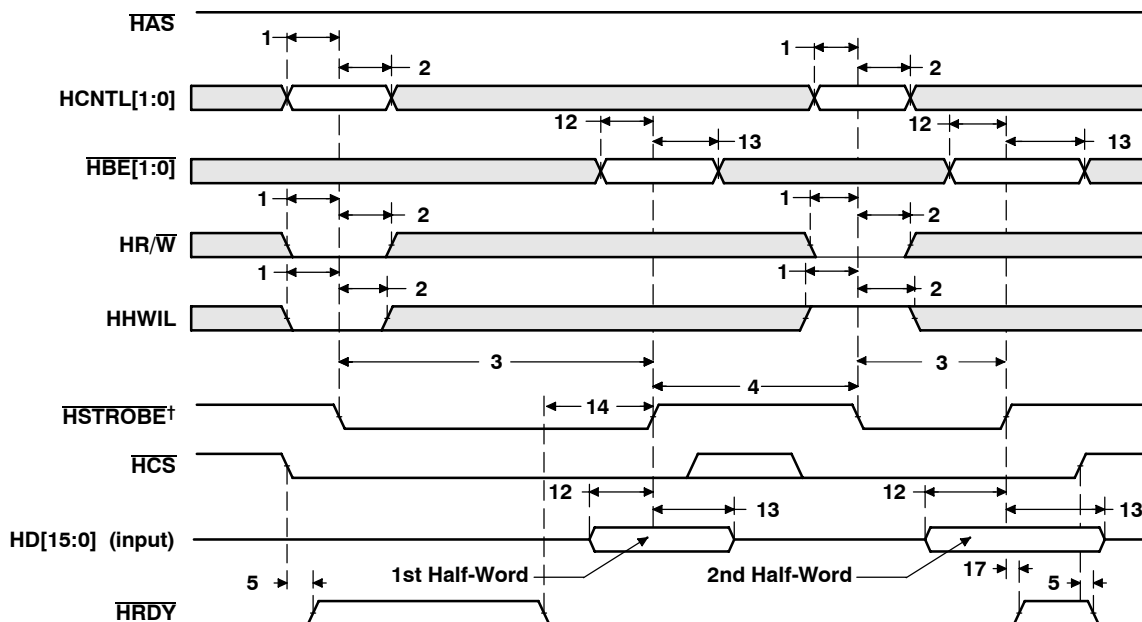 HAS
1
1
2
2
HCNTL[1:0]
12
12
13
13
HBE[1:0]
1
1
2
2
HR/W
1
1
2
2
HHWIL
3
3
4
14
HSTROBE†
HCS
12
12
13
13
HD[15:0] (input)
1st Half-Word
2nd Half-Word
17
5
5
HRDY